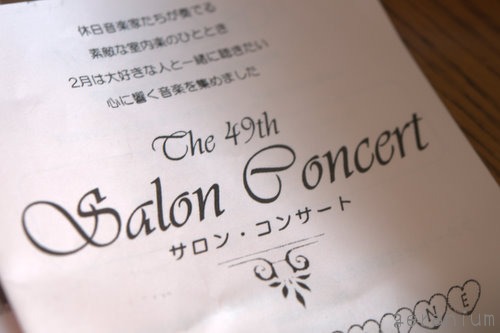 休日音楽家たちが奏でる
素敵な室内楽のひととき
2月は大好きな人と一緒に聴きたい
心に響く音楽を集めました
The 49th
Salon Concert
サロン・コンサート
INE